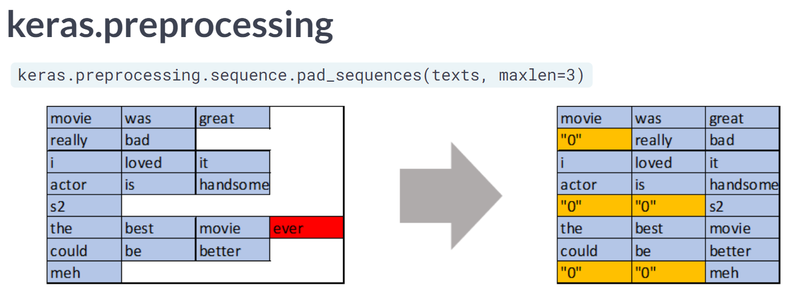 keras.preprocessing
keras.preprocessing.sequence.pad_sequences(texts, maxlen=3)
movie was great
really bad
i loved it
actor is handsome
s2
the best movie ever
could be better
meh
movie was great
"0" really bad
i loved it
actor is handsome
"0" "0" s2
the best movie
could be better
"0" "0" meh